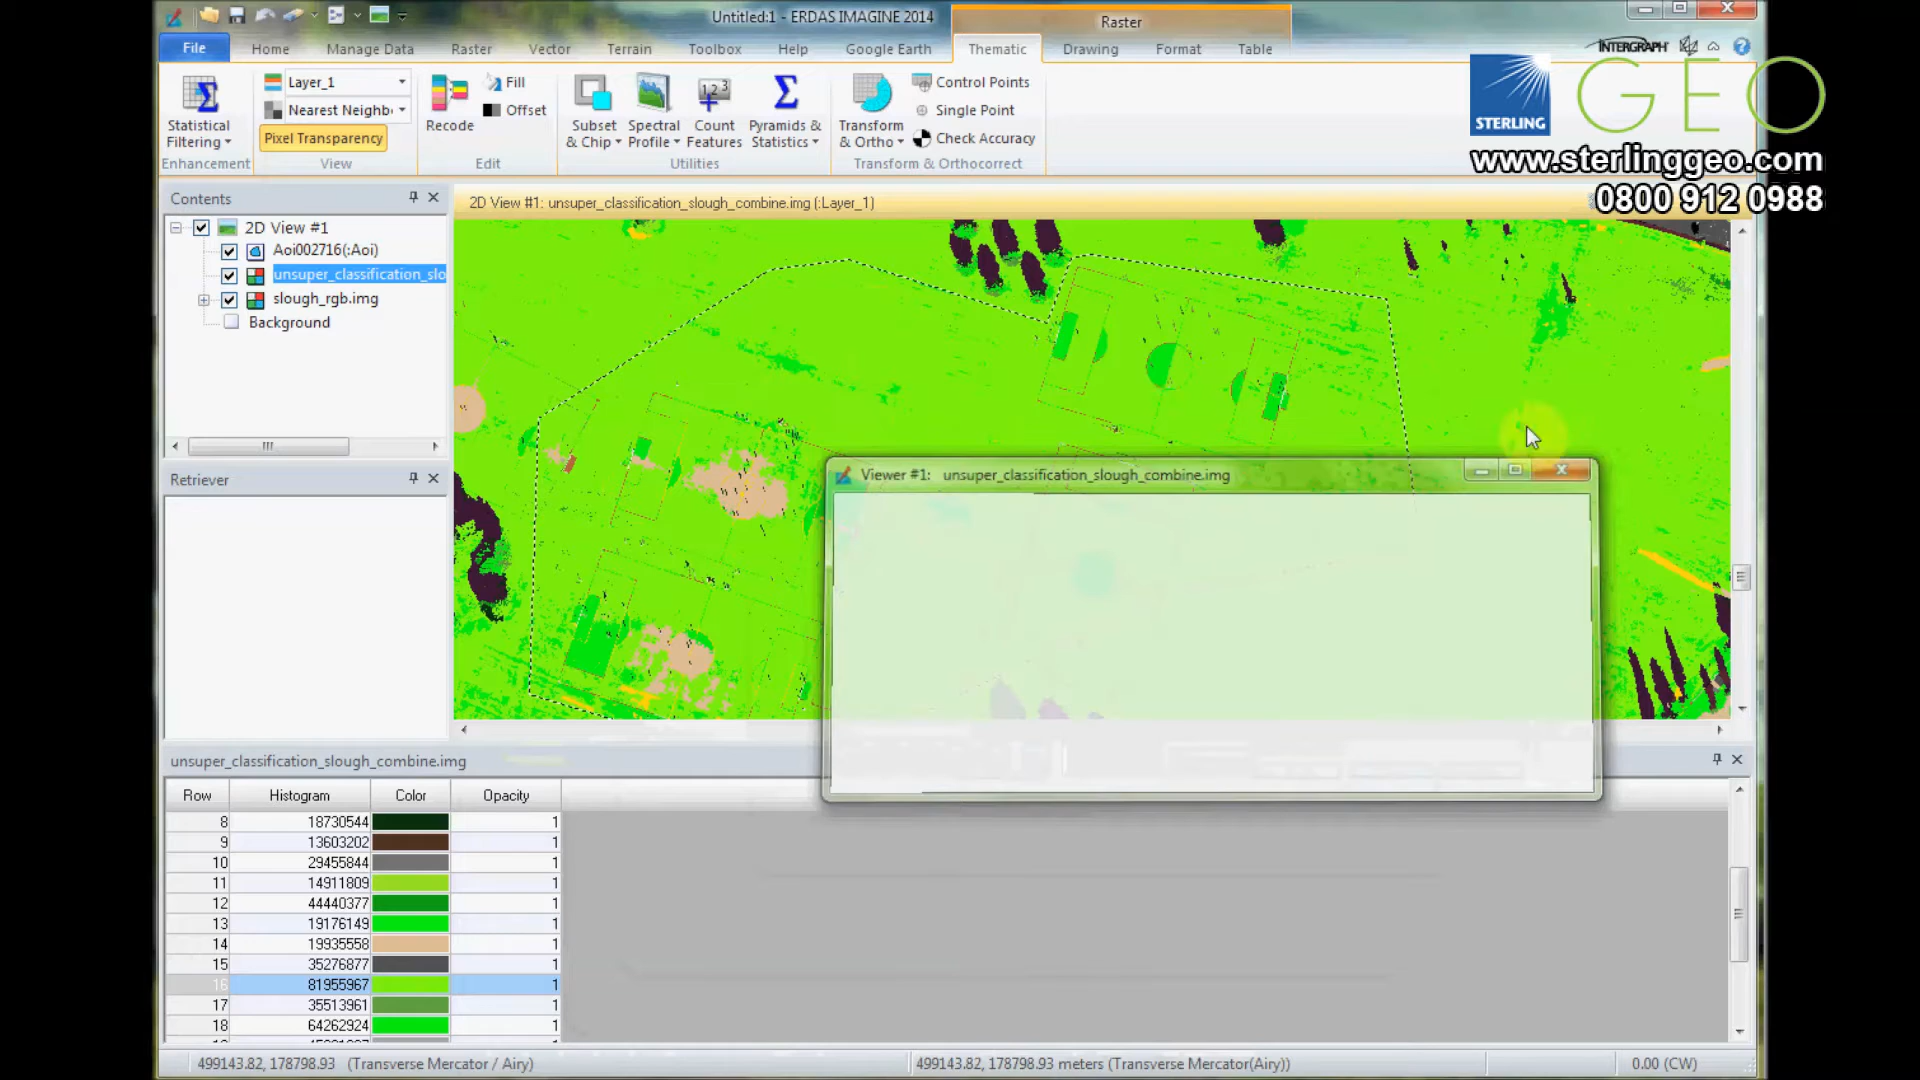 Untitled:1 - ERDAS IMAGINE 2014
Raster
File Home Manage Data Raster Vector Terrain Toolbox Help Google Earth Thematic Drawing Format Table
INTERGRAPH
Layer_1
Nearest Neighb
Pixel Transparency
View
Statistical
Filtering
Enhancement
Recode
Fill
Offset
Edit
Subset
& Chip
Spectral
Profile
Count
Features
Pyramids &
Statistics
Utilities
Transform
& Ortho
Control Points
Single Point
Check Accuracy
Transform & Orthocorrect
STERLING
GEO
www.sterlinggeo.com
0800 912 0988
Contents
2D View #1
Aoi002716(:Aoi)
unsuper_classification_slo
slough_rgb.img
Background
Retriever
2D View #1: unsuper_classification_slough_combine.img (:Layer_1)
Viewer #1: unsuper_classification_slough_combine.img
unsuper_classification_slough_combine.img
Row Histogram Color Opacity
8 18730544 1
9 13603202 1
10 29455844 1
11 14911809 1
12 44440377 1
13 19176149 1
14 19935558 1
15 35276877 1
16 81955967 1
17 35513961 1
18 64262924 1
499143.82, 178798.93 (Transverse Mercator / Airy)
499143.82, 178798.93 meters (Transverse Mercator(Airy))
0.00 (CW)